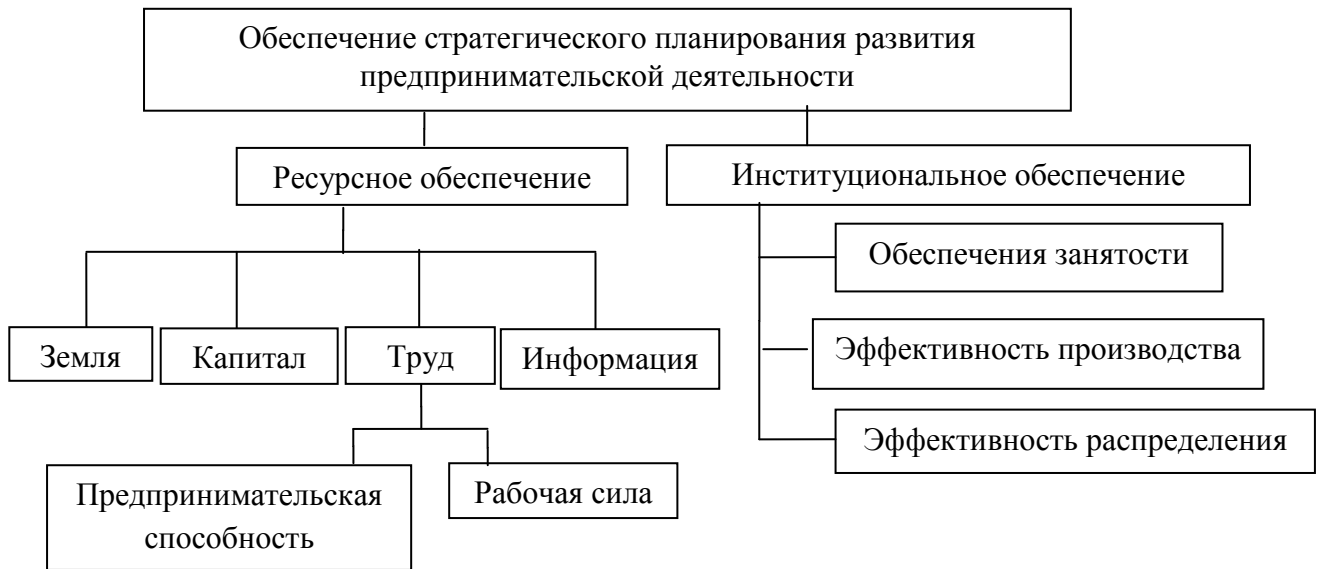 Обеспечение стратегического планирования развития
предпринимательской деятельности
Ресурсное обеспечение
Институциональное обеспечение
Обеспечения занятости
Эффективность производства
Эффективность распределения
Земля
Капитал
Труд
Информация
Предпринимательская
способность
Рабочая сила